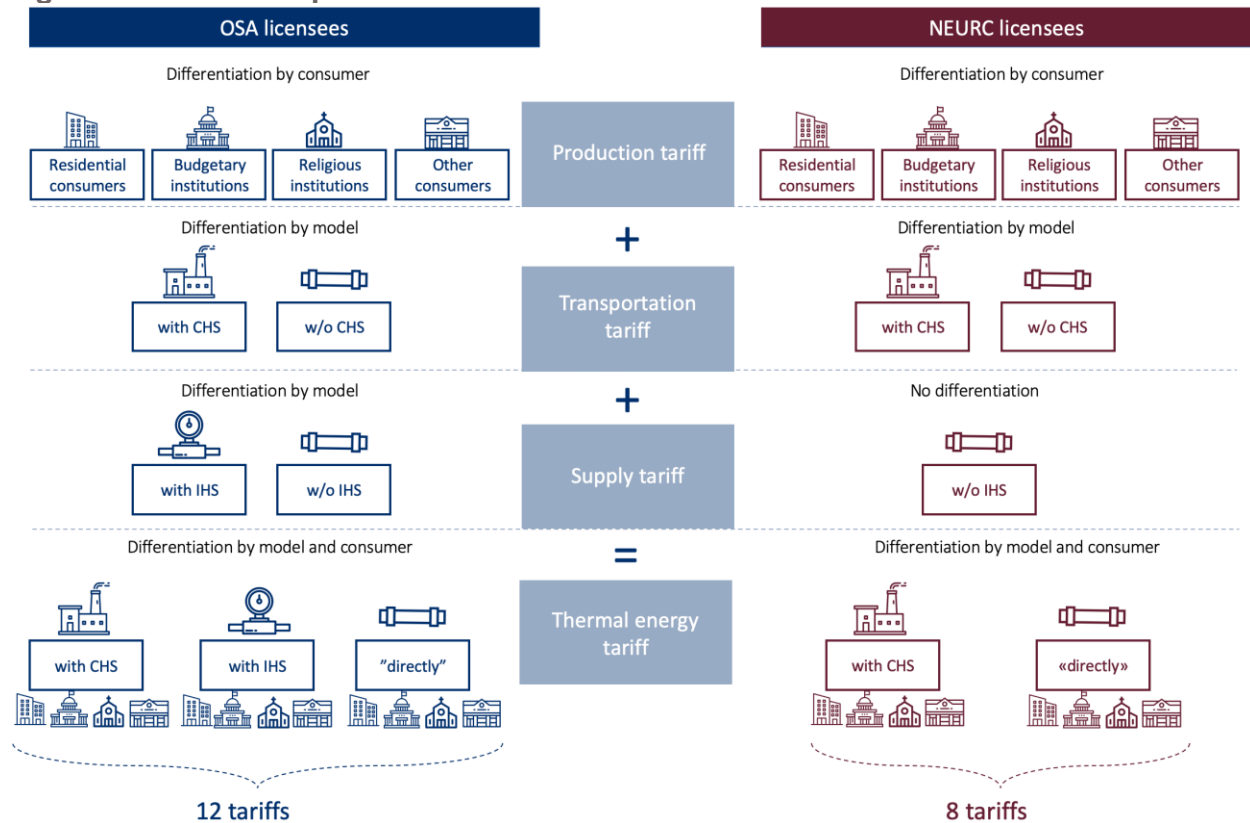 OSA licensees
NEURC licensees
Differentiation by consumer
Differentiation by consumer
Residential
consumers
Budgetary
institutions
Religious
institutions
Other
consumers
Production tariff
Residential
consumers
Budgetary
institutions
Religious
institutions
Other
consumers
Differentiation by model
+
Differentiation by model
with CHS
w/o CHS
Transportation
tariff
with CHS
w/o CHS
Differentiation by model
+
No differentiation
with IHS
w/o IHS
Supply tariff
w/o IHS
Differentiation by model and consumer
=
Differentiation by model and consumer
with CHS
with IHS
”directly”
Thermal energy
tariff
with CHS
«directly»
12 tariffs
8 tariffs